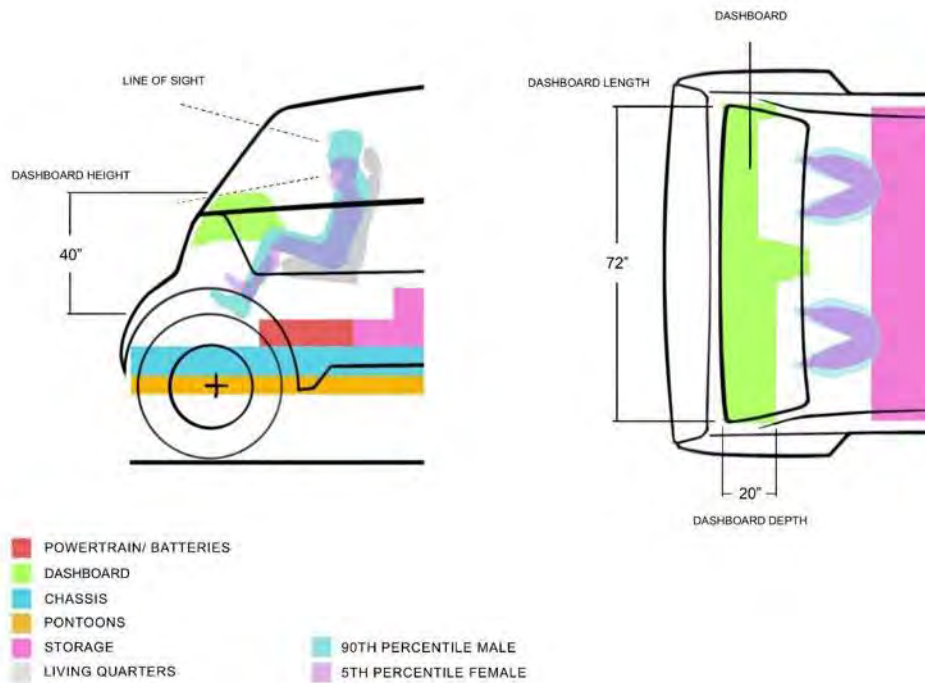 DASHBOARD
LINE OF SIGHT
DASHBOARD LENGTH
DASHBOARD HEIGHT
40"
72"
20"
DASHBOARD DEPTH
POWERTRAIN/ BATTERIES
DASHBOARD
CHASSIS
PONTOONS
STORAGE
LIVING QUARTERS
90TH PERCENTILE MALE
5TH PERCENTILE FEMALE